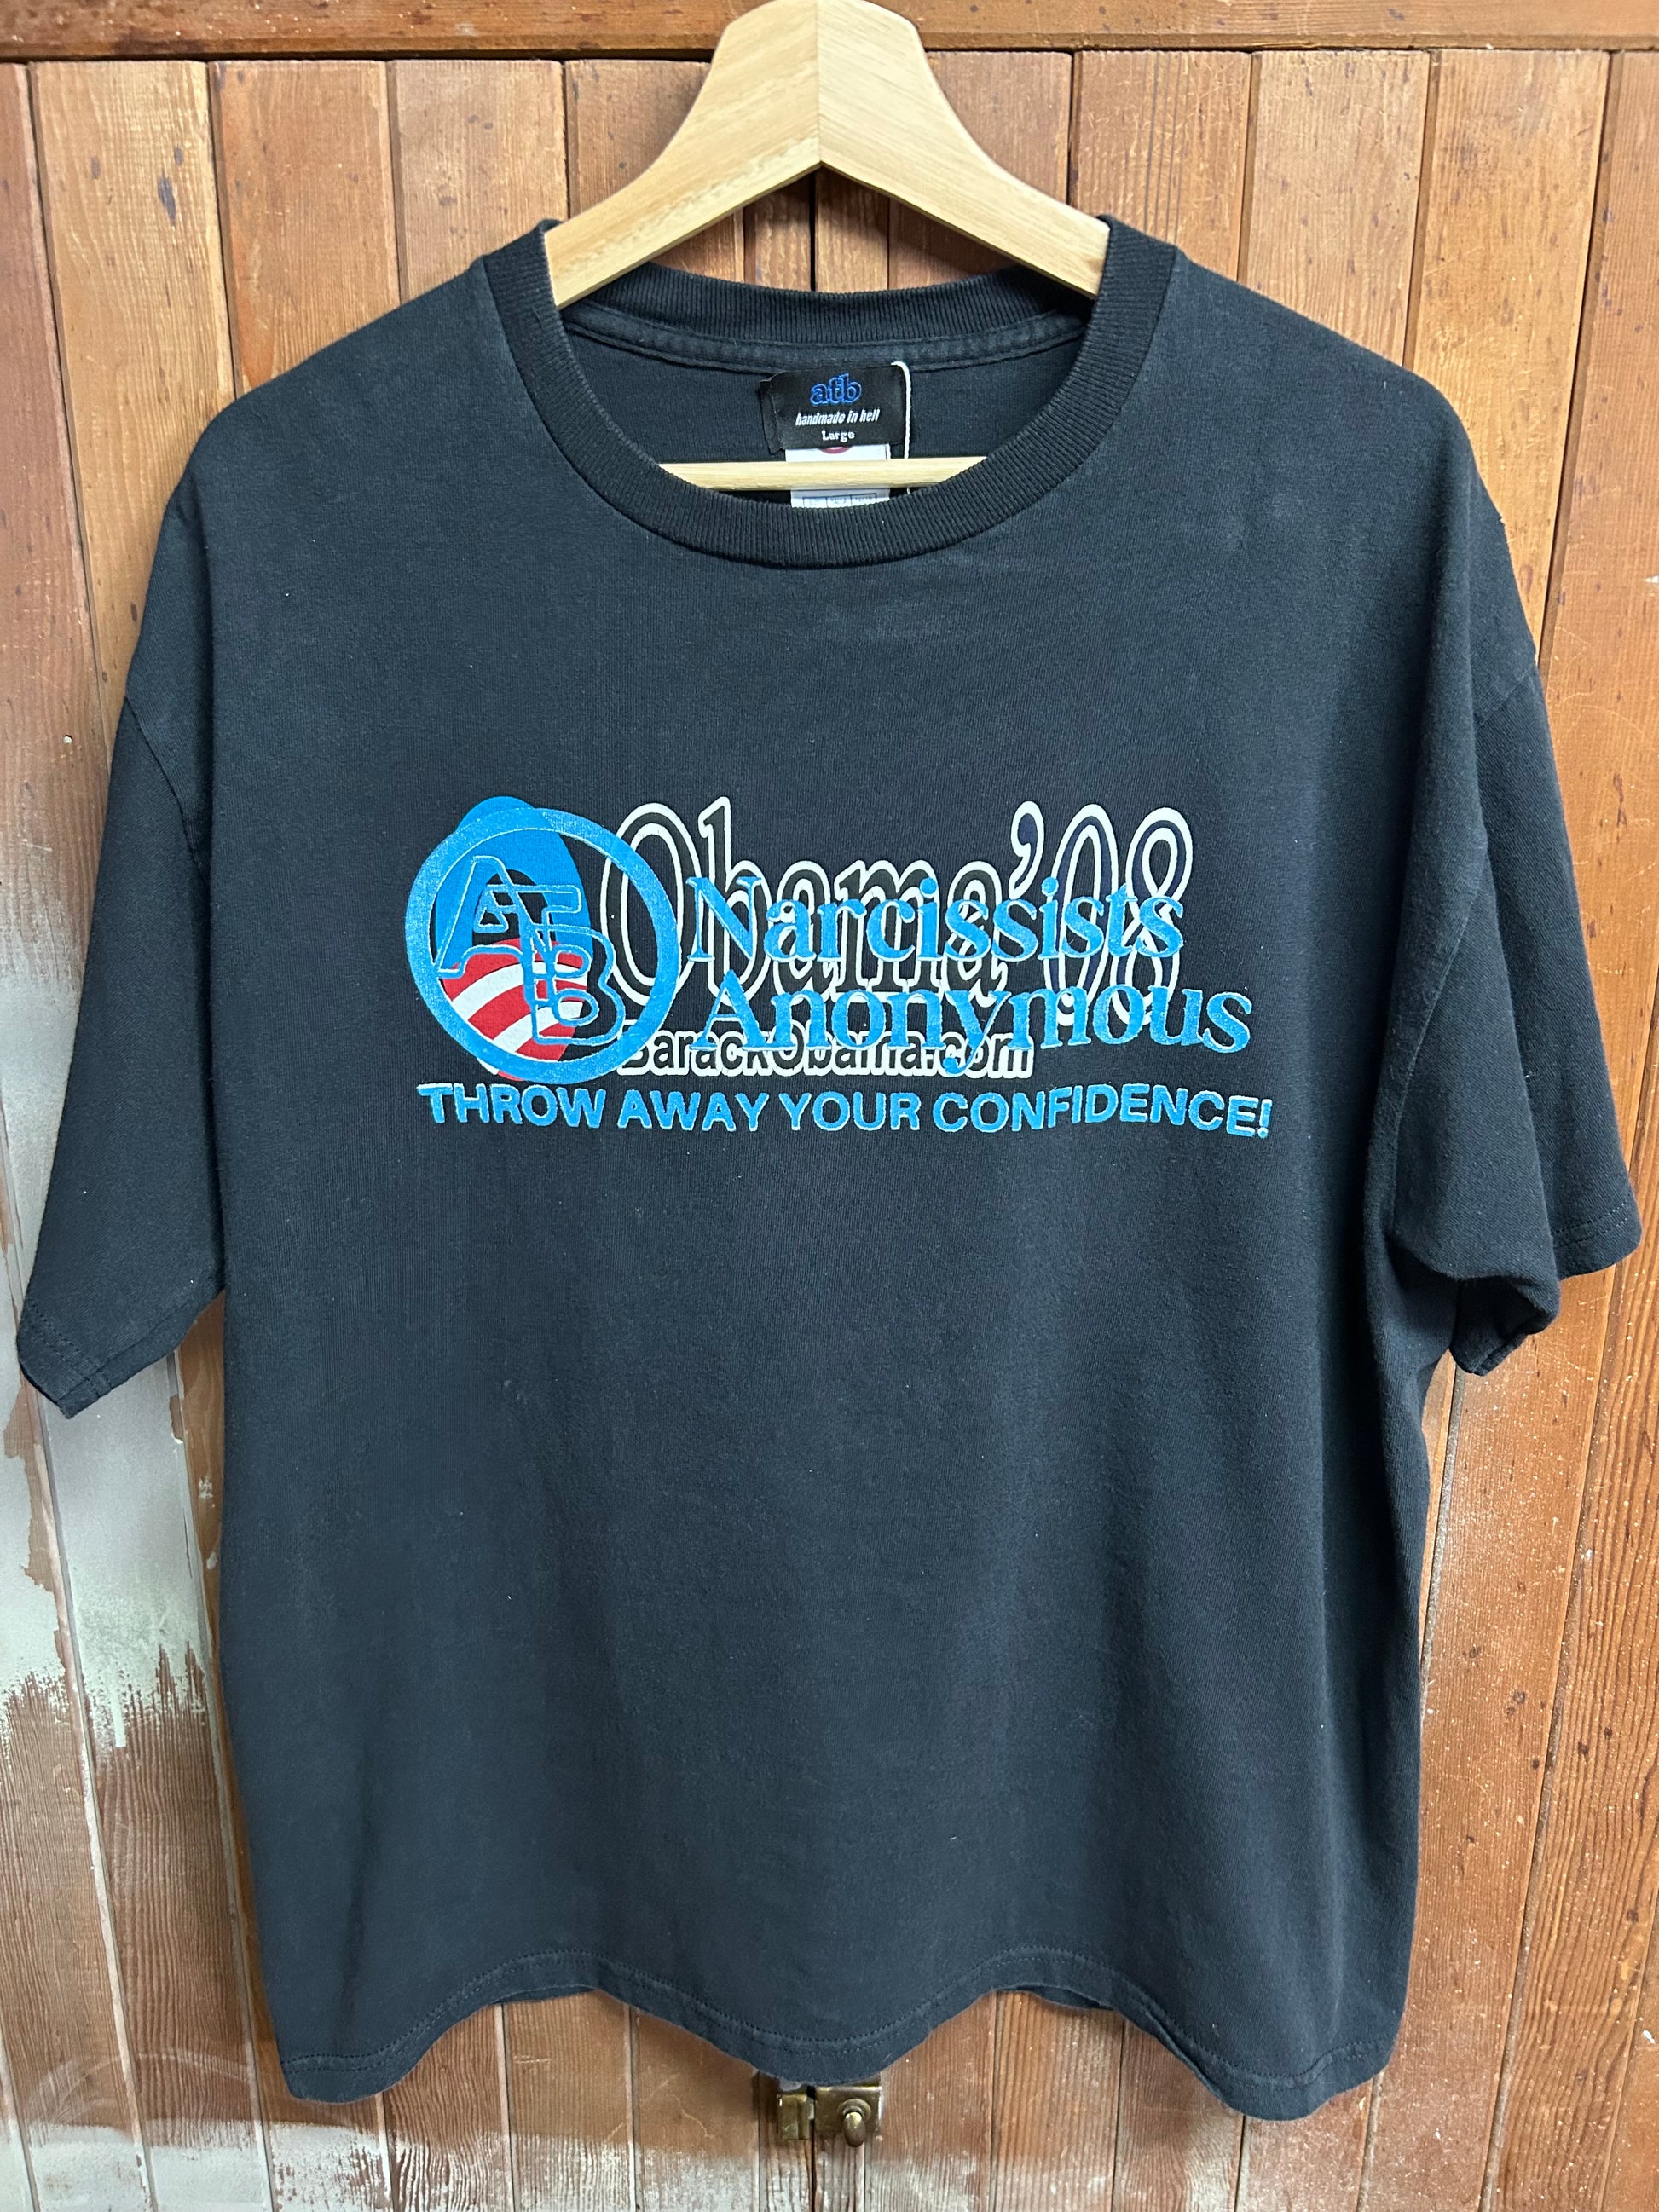 atb
handmade in hell
Large
Obama'08
ATB
Narcissists
Anonymous
BarackObama.com
THROW AWAY YOUR CONFIDENCE!